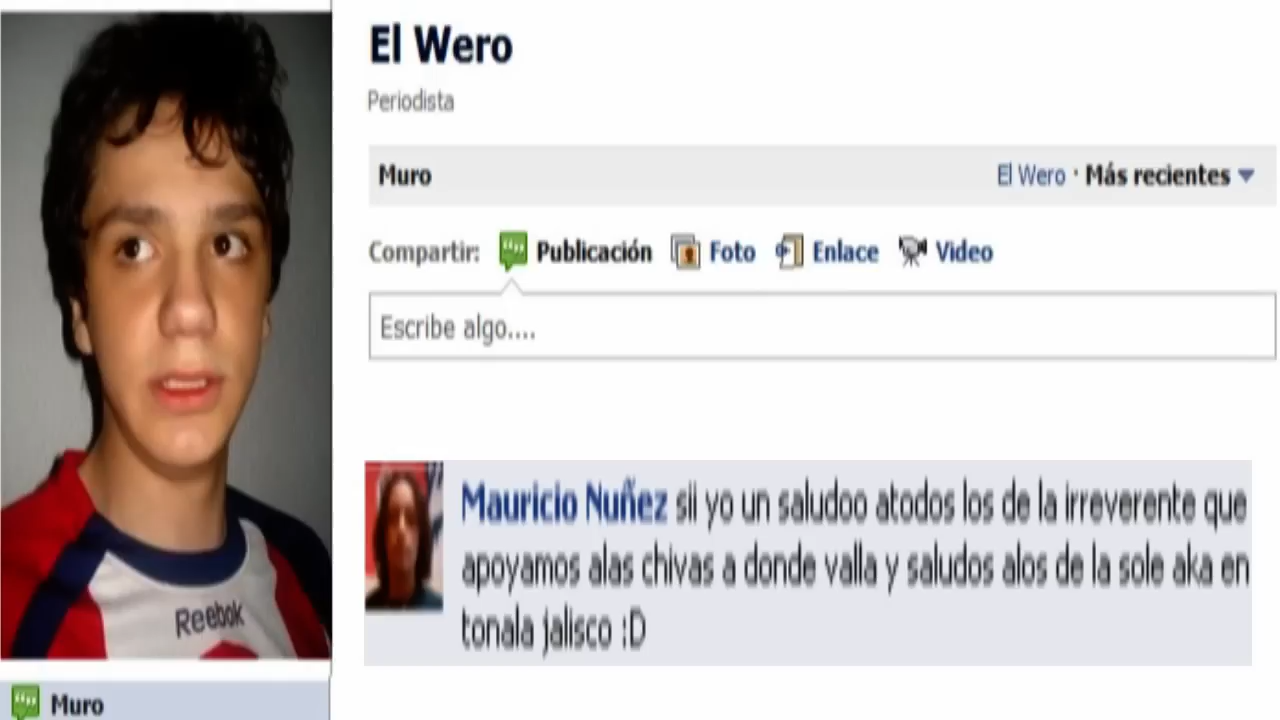 El Wero
Periodista
Muro
El Wero · Más recientes
Compartir: Publicación Foto Enlace Video
Escribe algo....
Mauricio Nuñez sii yo un saludoo atodos los de la irreverente que
apoyamos alas chivas a donde valla y saludos alos de la sole aka en
tonala jalisco :D
Reebok
Muro